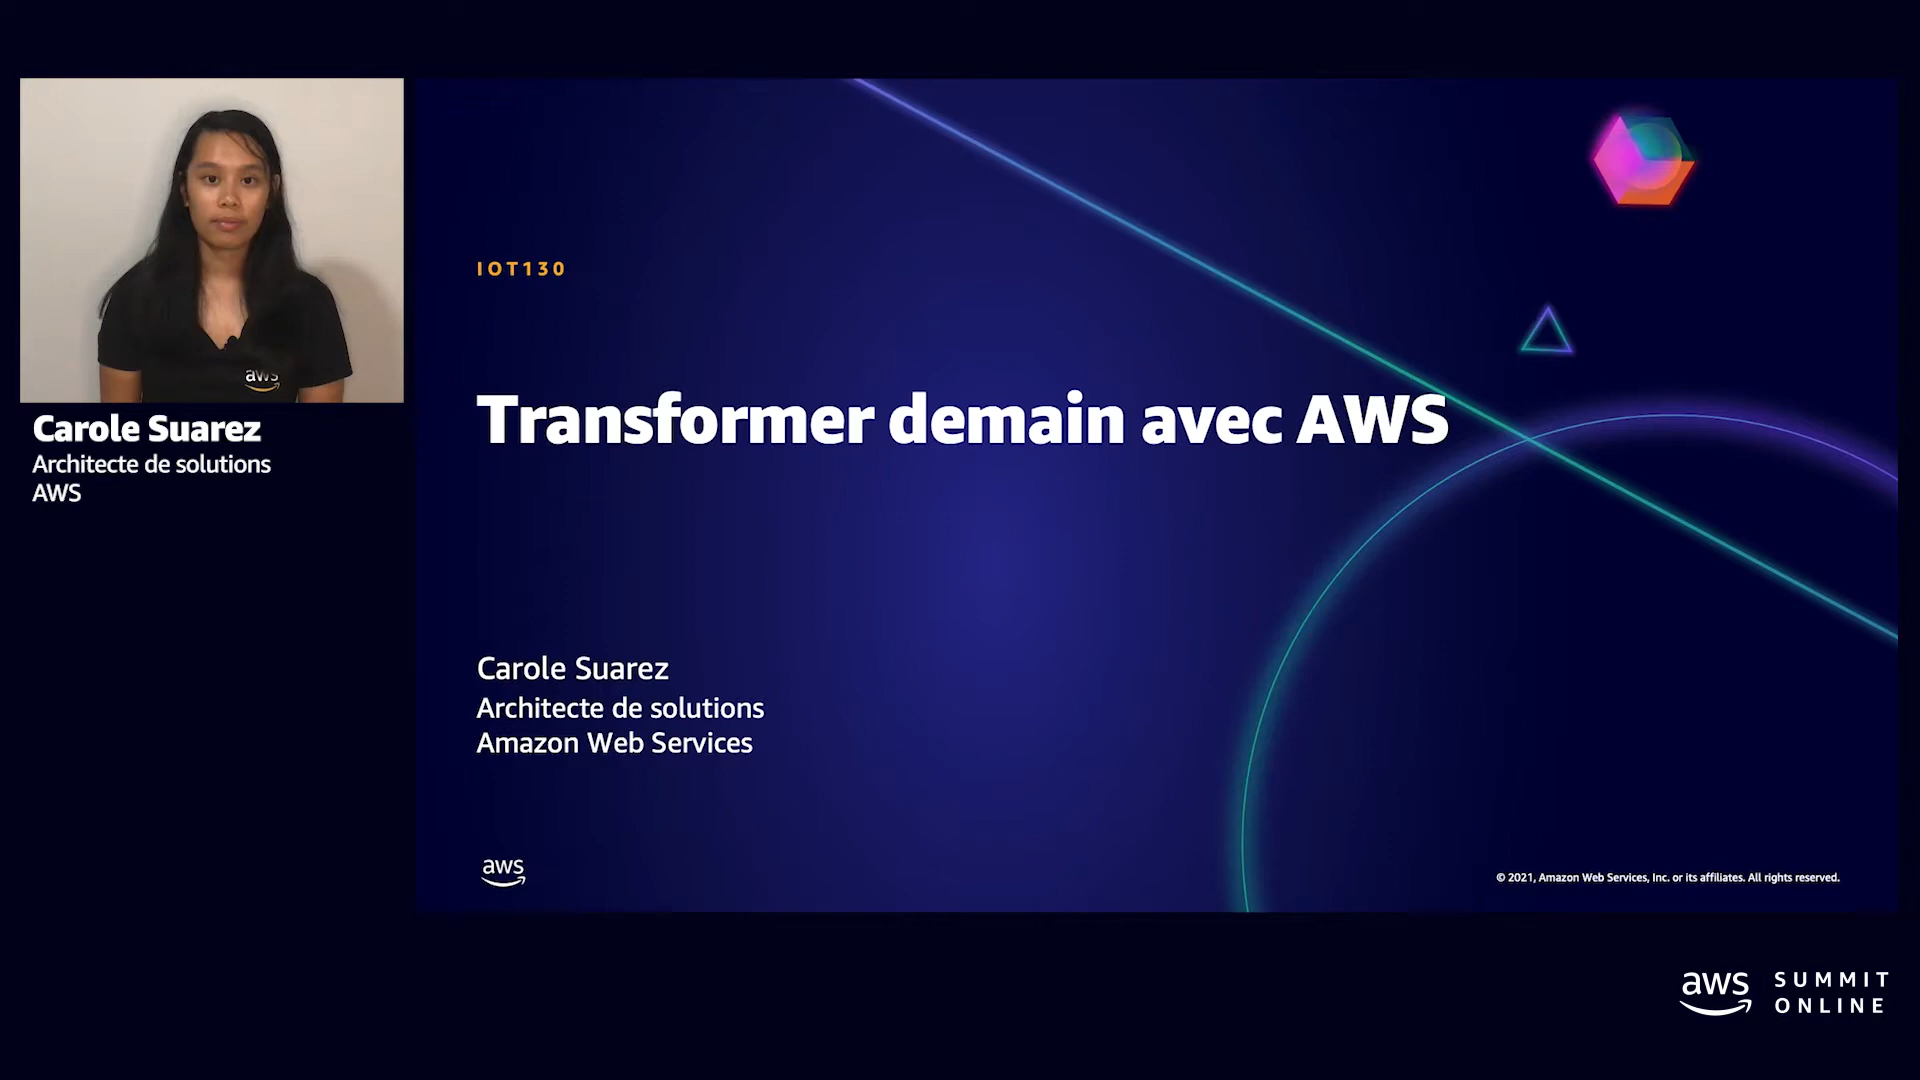 aws
Carole Suarez
Architecte de solutions
AWS
IOT130
Transformer demain avec AWS
Carole Suarez
Architecte de solutions
Amazon Web Services
aws
© 2021, Amazon Web Services, Inc. or its affiliates. All rights reserved.
aws
SUMMIT
ONLINE